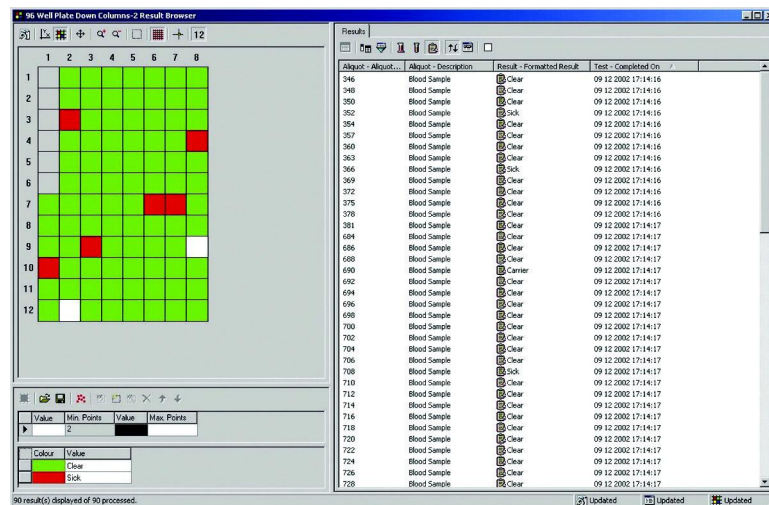 96 Well Plate Down Columns-2 Result Browser
12
1 2 3 4 5 6 7 8
1
2
3
4
5
6
7
8
9
10
11
12
Value Min. Points Value Max. Points
2
Colour Value
Clear
Sick
Results
Aliquot - Aliquot... Aliquot - Description Result - Formatted Result Test - Completed On
346 Blood Sample Clear 09 12 2002 17:14:16
348 Blood Sample Clear 09 12 2002 17:14:16
350 Blood Sample Clear 09 12 2002 17:14:16
352 Blood Sample Sick 09 12 2002 17:14:16
354 Blood Sample Clear 09 12 2002 17:14:16
357 Blood Sample Clear 09 12 2002 17:14:16
360 Blood Sample Clear 09 12 2002 17:14:16
363 Blood Sample Clear 09 12 2002 17:14:16
366 Blood Sample Sick 09 12 2002 17:14:16
369 Blood Sample Clear 09 12 2002 17:14:16
372 Blood Sample Clear 09 12 2002 17:14:16
375 Blood Sample Clear 09 12 2002 17:14:16
378 Blood Sample Clear 09 12 2002 17:14:16
381 Blood Sample Clear 09 12 2002 17:14:17
684 Blood Sample Clear 09 12 2002 17:14:17
686 Blood Sample Clear 09 12 2002 17:14:17
688 Blood Sample Clear 09 12 2002 17:14:17
690 Blood Sample Carrier 09 12 2002 17:14:17
692 Blood Sample Clear 09 12 2002 17:14:17
694 Blood Sample Clear 09 12 2002 17:14:17
696 Blood Sample Clear 09 12 2002 17:14:17
698 Blood Sample Clear 09 12 2002 17:14:17
700 Blood Sample Clear 09 12 2002 17:14:17
702 Blood Sample Clear 09 12 2002 17:14:17
704 Blood Sample Clear 09 12 2002 17:14:17
706 Blood Sample Clear 09 12 2002 17:14:17
708 Blood Sample Sick 09 12 2002 17:14:17
710 Blood Sample Clear 09 12 2002 17:14:17
712 Blood Sample Clear 09 12 2002 17:14:17
714 Blood Sample Clear 09 12 2002 17:14:17
716 Blood Sample Clear 09 12 2002 17:14:17
718 Blood Sample Clear 09 12 2002 17:14:17
720 Blood Sample Clear 09 12 2002 17:14:17
722 Blood Sample Clear 09 12 2002 17:14:17
724 Blood Sample Clear 09 12 2002 17:14:17
726 Blood Sample Clear 09 12 2002 17:14:17
728 Blood Sample Clear 09 12 2002 17:14:17
90 result(s) displayed of 90 processed. Updated Updated Updated